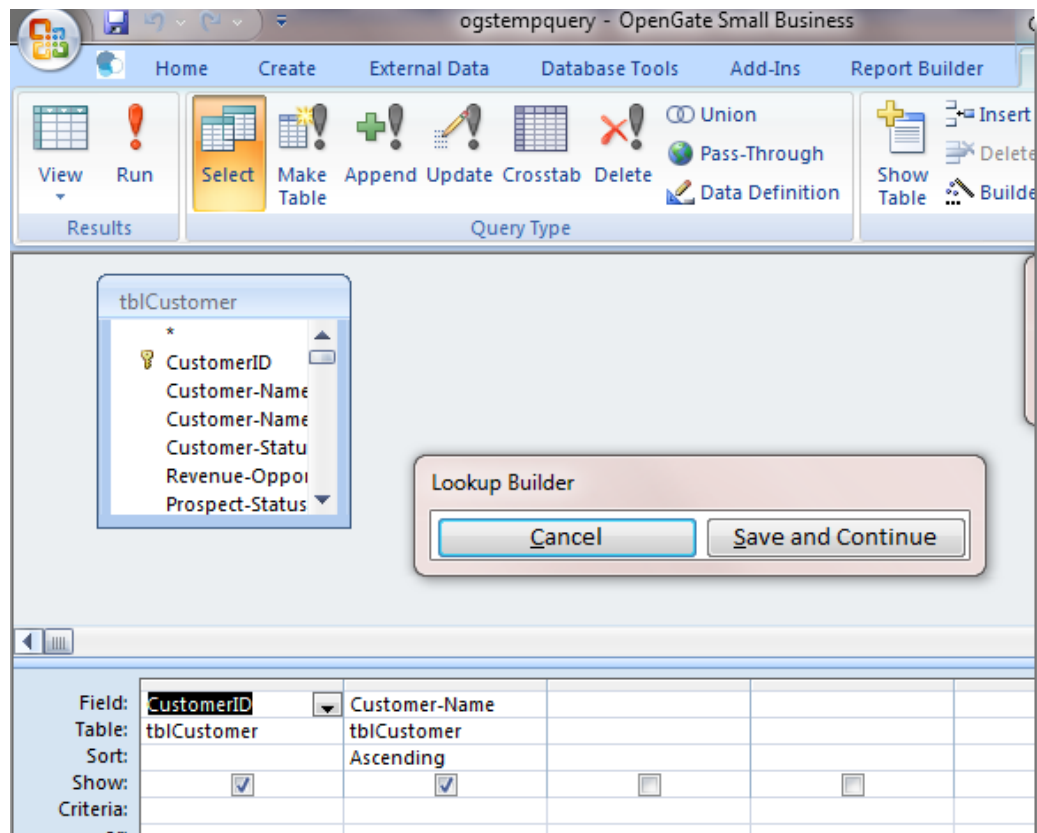 ogstempquery - OpenGate Small Business
Home Create External Data Database Tools Add-Ins Report Builder
View Run Select Make Table Append Update Crosstab Delete Union Pass-Through Data Definition Show Table Insert Delete Builde
Results Query Type
tblCustomer
*
CustomerID
Customer-Name
Customer-Name
Customer-Statu
Revenue-Oppor
Prospect-Status
Lookup Builder
Cancel Save and Continue
Field: CustomerID Customer-Name
Table: tblCustomer tblCustomer
Sort: Ascending
Show:
Criteria: